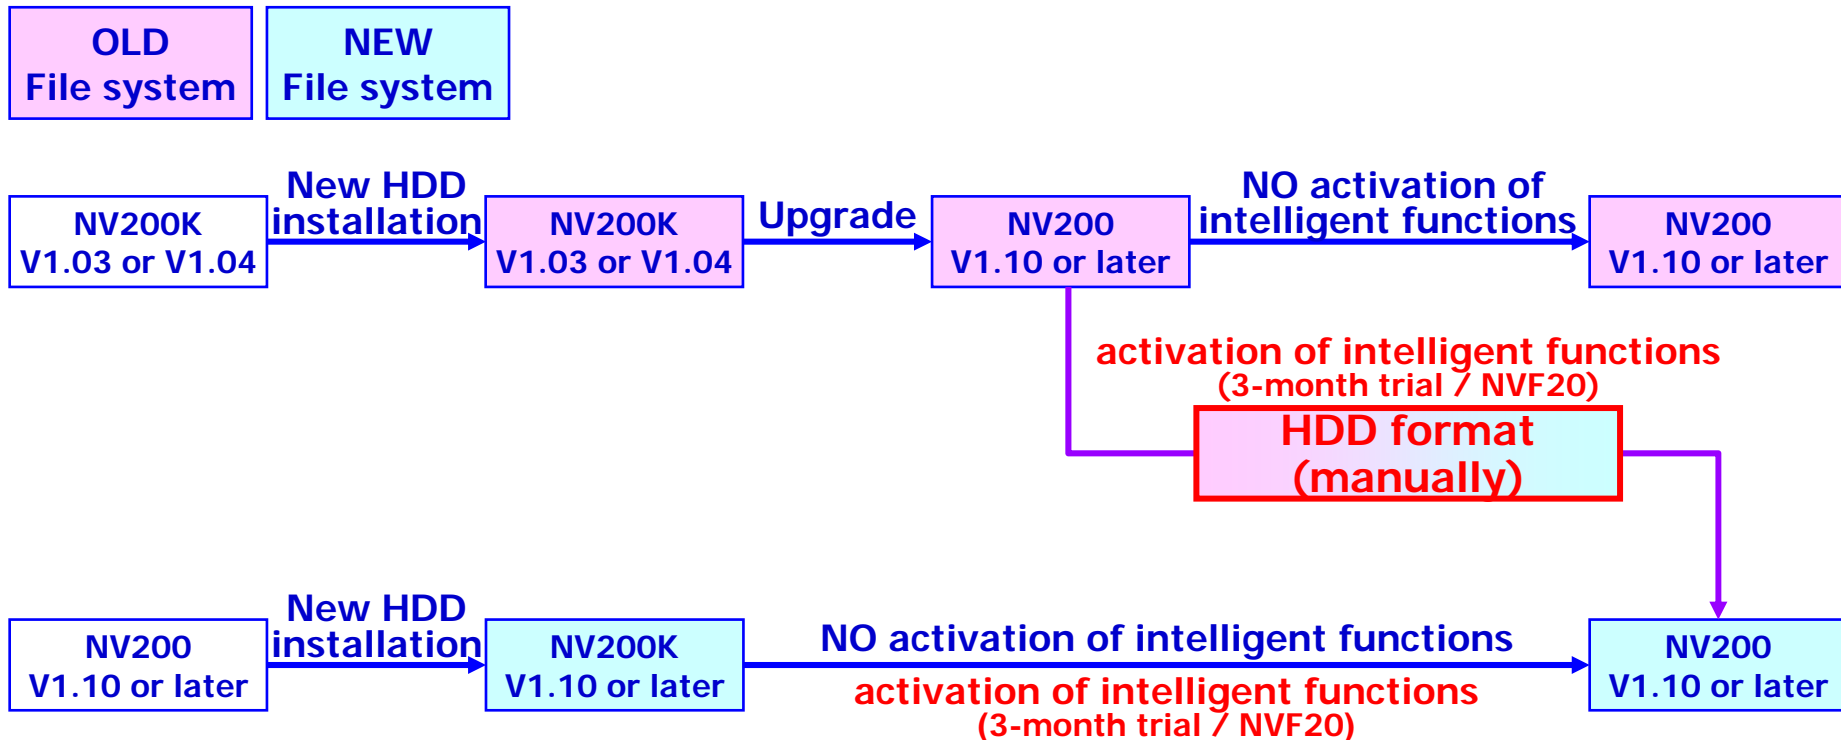 OLD
File system
NEW
File system
New HDD
installation
Upgrade
NO activation of
intelligent functions
NV200K
V1.03 or V1.04
NV200K
V1.03 or V1.04
NV200
V1.10 or later
NV200
V1.10 or later
activation of intelligent functions
(3-month trial / NVF20)
HDD format
(manually)
New HDD
installation
NO activation of intelligent functions
NV200
V1.10 or later
NV200K
V1.10 or later
NV200
V1.10 or later
activation of intelligent functions
(3-month trial / NVF20)